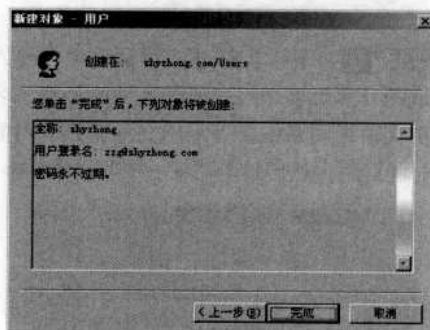 新建对象 - 用户
创建在: zhyzhong.com/Users
您单击“完成”后，下列对象将被创建:
全称: zhyzhong
用户登录名: zzg@zhyzhong.com
密码永不过期。
< 上一步(B)
完成
取消